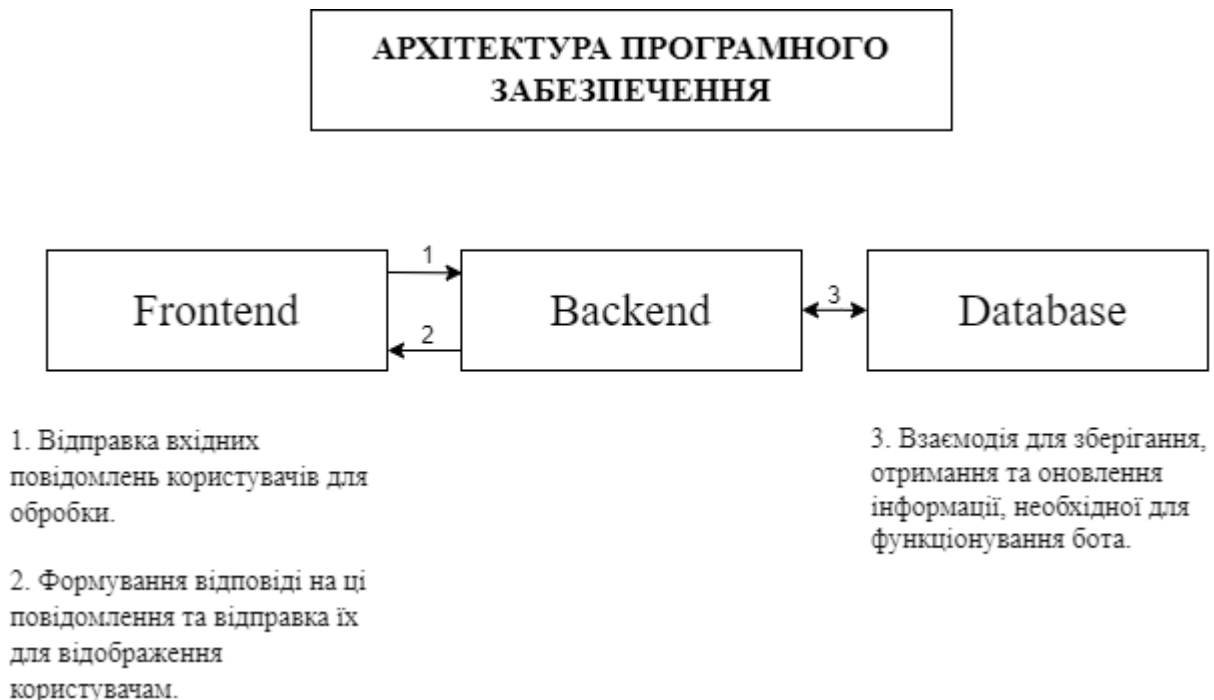 АРХІТЕКТУРА ПРОГРАМНОГО
ЗАБЕЗПЕЧЕННЯ
Frontend
1
2
Backend
3
Database
1. Відправка вхідних
повідомлень користувачів для
обробки.
2. Формування відповіді на ці
повідомлення та відправка їх
для відображення
користувачам.
3. Взаємодія для зберігання,
отримання та оновлення
інформації, необхідної для
функціонування бота.